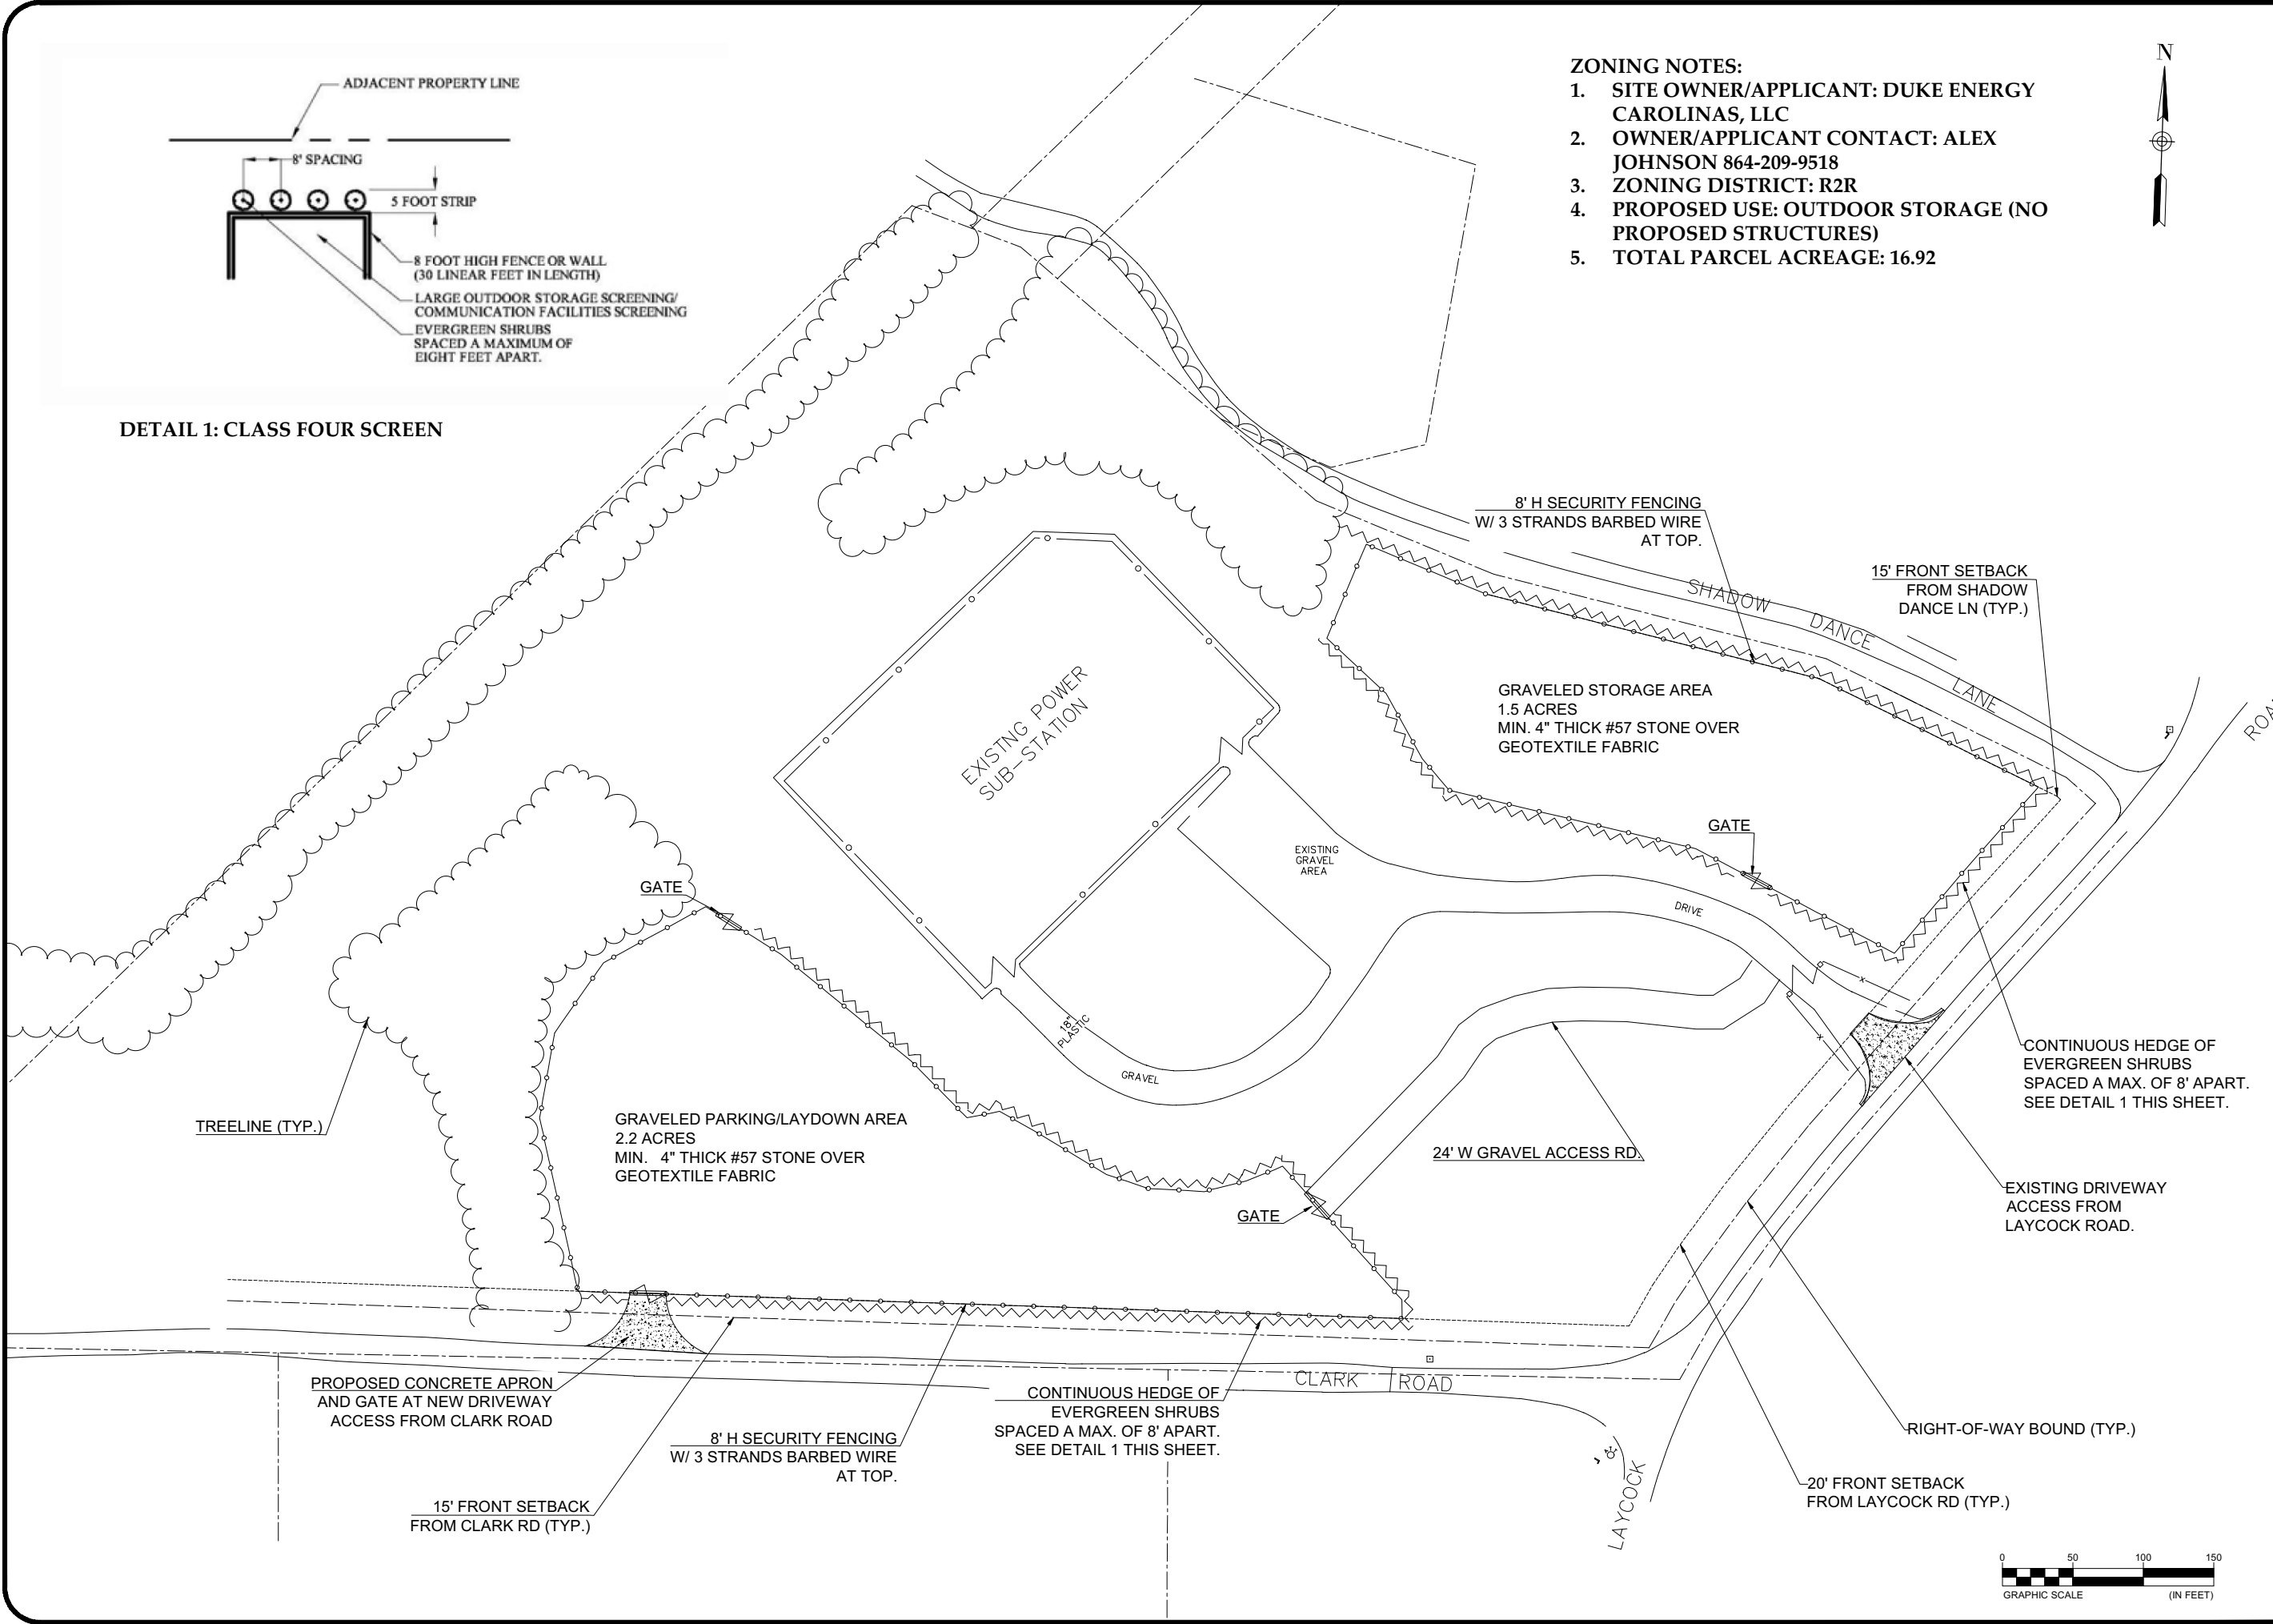 ADJACENT PROPERTY LINE
8' SPACING
5 FOOT STRIP
8 FOOT HIGH FENCE OR WALL
(30 LINEAR FEET IN LENGTH)
LARGE OUTDOOR STORAGE SCREENING/
COMMUNICATION FACILITIES SCREENING
EVERGREEN SHRUBS
SPACED A MAXIMUM OF
EIGHT FEET APART.
DETAIL 1: CLASS FOUR SCREEN
ZONING NOTES:
1. SITE OWNER/APPLICANT: DUKE ENERGY
CAROLINAS, LLC
2. OWNER/APPLICANT CONTACT: ALEX
JOHNSON 864-209-9518
3. ZONING DISTRICT: R2R
4. PROPOSED USE: OUTDOOR STORAGE (NO
PROPOSED STRUCTURES)
5. TOTAL PARCEL ACREAGE: 16.92
N
8' H SECURITY FENCING
W/ 3 STRANDS BARBED WIRE
AT TOP.
15' FRONT SETBACK
FROM SHADOW
DANCE LN (TYP.)
SHADOW DANCE LANE
EXISTNG POWER
SUB-STATION
GRAVELED STORAGE AREA
1.5 ACRES
MIN. 4" THICK #57 STONE OVER
GEOTEXTILE FABRIC
GATE
EXISTING
GRAVEL
AREA
GATE
DRIVE
18"
PLASTIC
GRAVEL
CONTINUOUS HEDGE OF
EVERGREEN SHRUBS
SPACED A MAX. OF 8' APART.
SEE DETAIL 1 THIS SHEET.
TREELINE (TYP.)
GRAVELED PARKING/LAYDOWN AREA
2.2 ACRES
MIN. 4" THICK #57 STONE OVER
GEOTEXTILE FABRIC
24' W GRAVEL ACCESS RD.
GATE
EXISTING DRIVEWAY
ACCESS FROM
LAYCOCK ROAD.
PROPOSED CONCRETE APRON
AND GATE AT NEW DRIVEWAY
ACCESS FROM CLARK ROAD
CLARK ROAD
CONTINUOUS HEDGE OF
EVERGREEN SHRUBS
SPACED A MAX. OF 8' APART.
SEE DETAIL 1 THIS SHEET.
8' H SECURITY FENCING
W/ 3 STRANDS BARBED WIRE
AT TOP.
RIGHT-OF-WAY BOUND (TYP.)
15' FRONT SETBACK
FROM CLARK RD (TYP.)
20' FRONT SETBACK
FROM LAYCOCK RD (TYP.)
LAYCOCK
0 50 100 150
GRAPHIC SCALE (IN FEET)